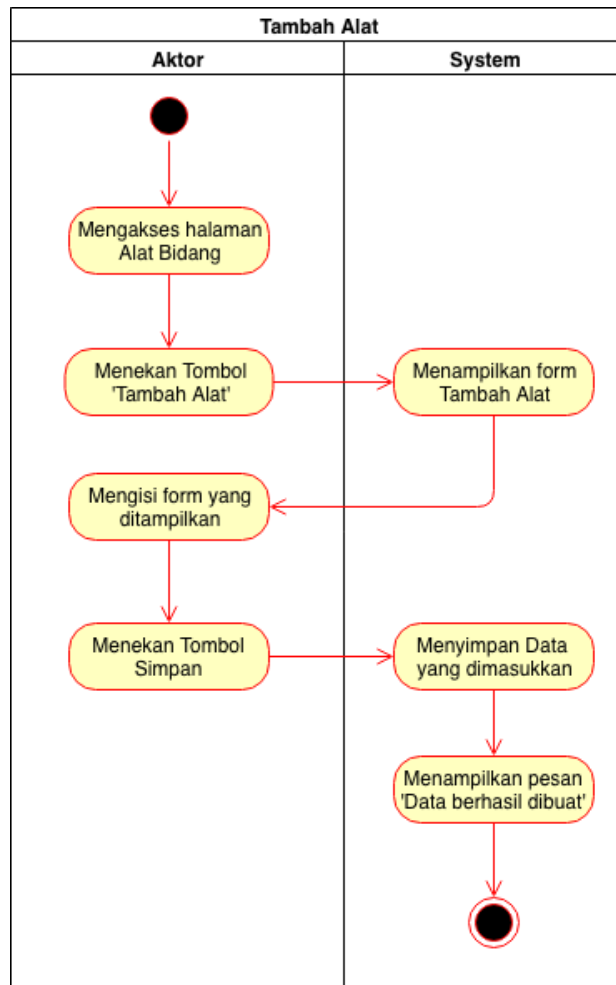 Tambah Alat
Aktor
System
Mengakses halaman
Alat Bidang
Menekan Tombol
'Tambah Alat'
Menampilkan form
Tambah Alat
Mengisi form yang
ditampilkan
Menekan Tombol
Simpan
Menyimpan Data
yang dimasukkan
Menampilkan pesan
'Data berhasil dibuat'